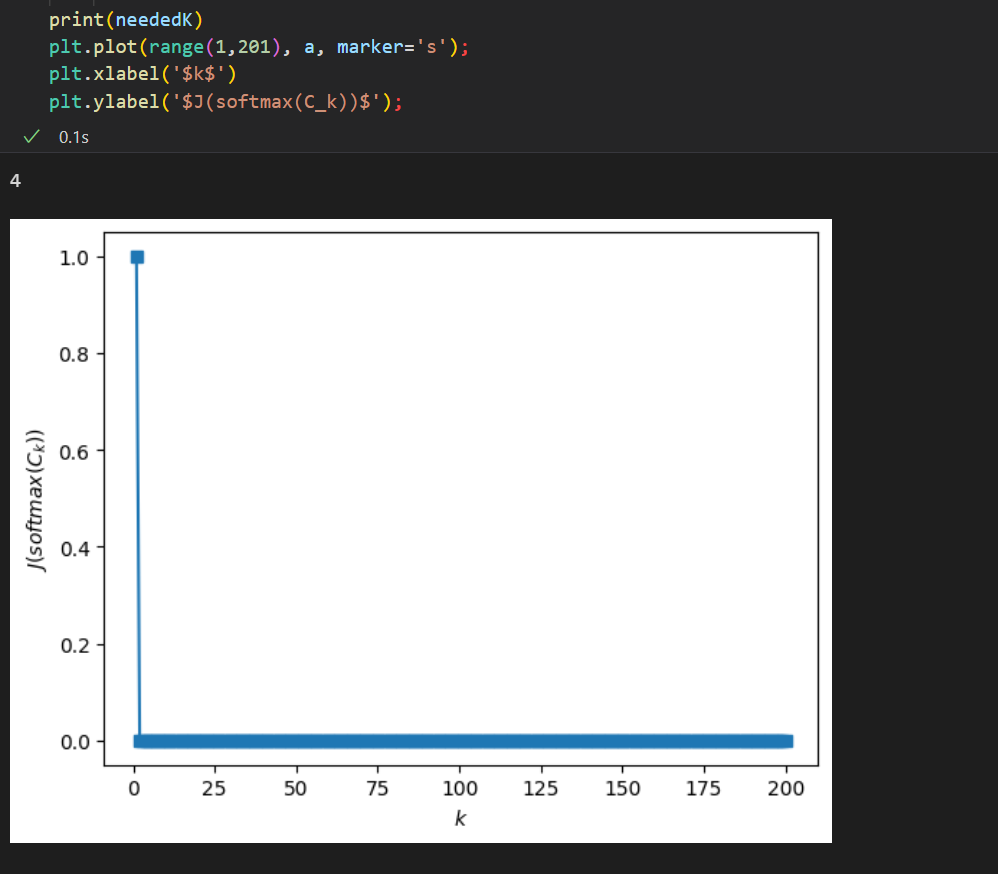 print(neededK)
plt.plot(range(1,201), a, marker='s');
plt.xlabel('$k$')
plt.ylabel('$J(softmax(C_k))$');
0.1s
4
1.0
0.8
0.6
0.4
0.2
0.0
J(softmax(Cₖ))
0 25 50 75 100 125 150 175 200
k